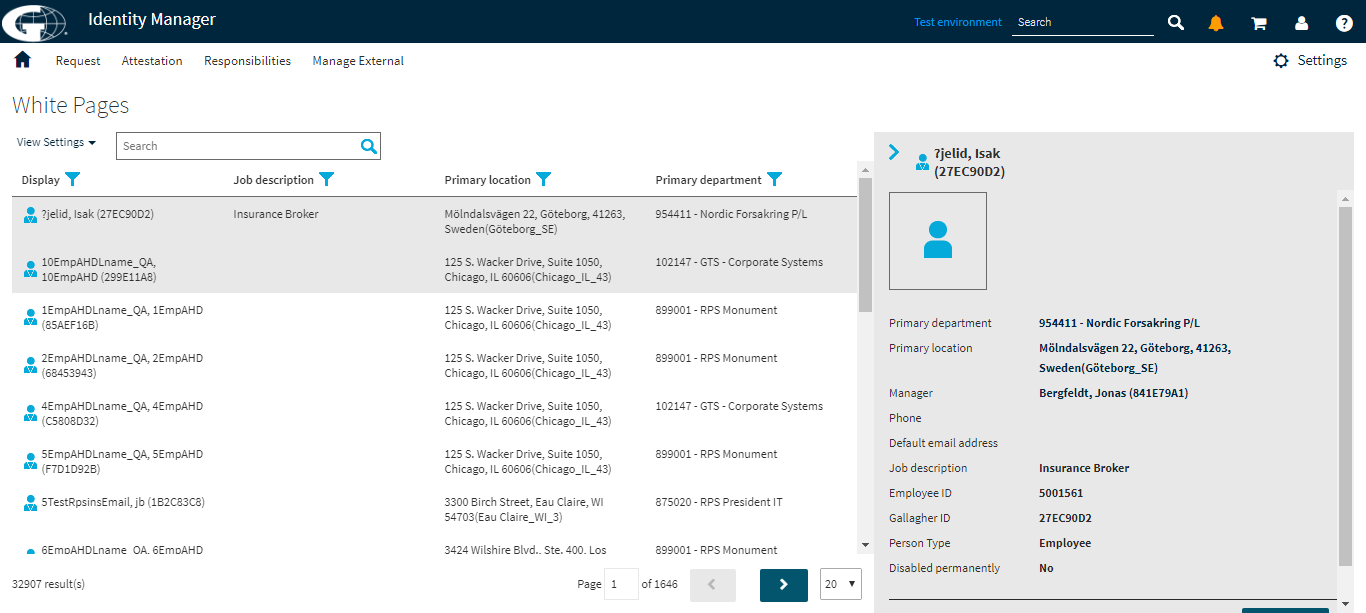 Identity Manager
Test environment
Search
Request Attestation Responsibilities Manage External
Settings
White Pages
View Settings
Search
Display Job description Primary location Primary department
?jelid, Isak (27EC90D2) Insurance Broker Mölndalsvägen 22, Göteborg, 41263, 954411 - Nordic Forsakring P/L
Sweden(Göteborg_SE)
10EmpAHDLname_QA, 125 S. Wacker Drive, Suite 1050, 102147 - GTS - Corporate Systems
10EmpAHD (299E11A8) Chicago, IL 60606(Chicago_IL_43)
1EmpAHDLname_QA, 1EmpAHD 125 S. Wacker Drive, Suite 1050, 899001 - RPS Monument
(85AEF16B) Chicago, IL 60606(Chicago_IL_43)
2EmpAHDLname_QA, 2EmpAHD 125 S. Wacker Drive, Suite 1050, 899001 - RPS Monument
(68453943) Chicago, IL 60606(Chicago_IL_43)
4EmpAHDLname_QA, 4EmpAHD 125 S. Wacker Drive, Suite 1050, 102147 - GTS - Corporate Systems
(C5808D32) Chicago, IL 60606(Chicago_IL_43)
5EmpAHDLname_QA, 5EmpAHD 125 S. Wacker Drive, Suite 1050, 899001 - RPS Monument
(F7D1D92B) Chicago, IL 60606(Chicago_IL_43)
5TestRpsinsEmail, jb (1B2C83C8) 3300 Birch Street, Eau Claire, WI 875020 - RPS President IT
54703(Eau Claire_WI_3)
6EmpAHDLname_QA, 6EmpAHD 3424 Wilshire Blvd., Ste. 400, Los 899001 - RPS Monument
32907 result(s)
Page 1 of 1646
20
?jelid, Isak
(27EC90D2)
Primary department 954411 - Nordic Forsakring P/L
Primary location Mölndalsvägen 22, Göteborg, 41263,
Sweden(Göteborg_SE)
Manager Bergfeldt, Jonas (841E79A1)
Phone
Default email address
Job description Insurance Broker
Employee ID 5001561
Gallagher ID 27EC90D2
Person Type Employee
Disabled permanently No